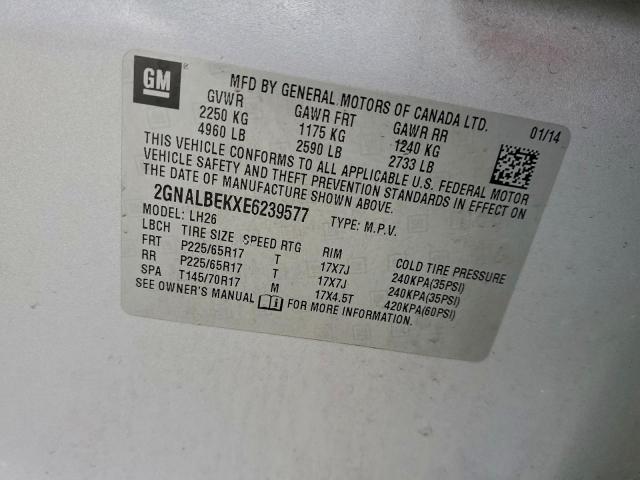 GM
MFD BY GENERAL MOTORS OF CANADA LTD.
01/14
GVWR GAWR FRT GAWR RR
2250 KG 1175 KG 1240 KG
4960 LB 2590 LB 2733 LB
THIS VEHICLE CONFORMS TO ALL APPLICABLE U.S. FEDERAL MOTOR
VEHICLE SAFETY AND THEFT PREVENTION STANDARDS IN EFFECT ON
THE DATE OF MANUFACTURE SHOWN ABOVE.
2GNALBEKXE6239577 TYPE: M.P.V.
MODEL: LH26
LBCH TIRE SIZE SPEED RTG RIM COLD TIRE PRESSURE
FRT P225/65R17 T 17X7J 240KPA(35PSI)
RR P225/65R17 T 17X7J 240KPA(35PSI)
SPA T145/70R17 M 17X4.5T 420KPA(60PSI)
SEE OWNER'S MANUAL FOR MORE INFORMATION.